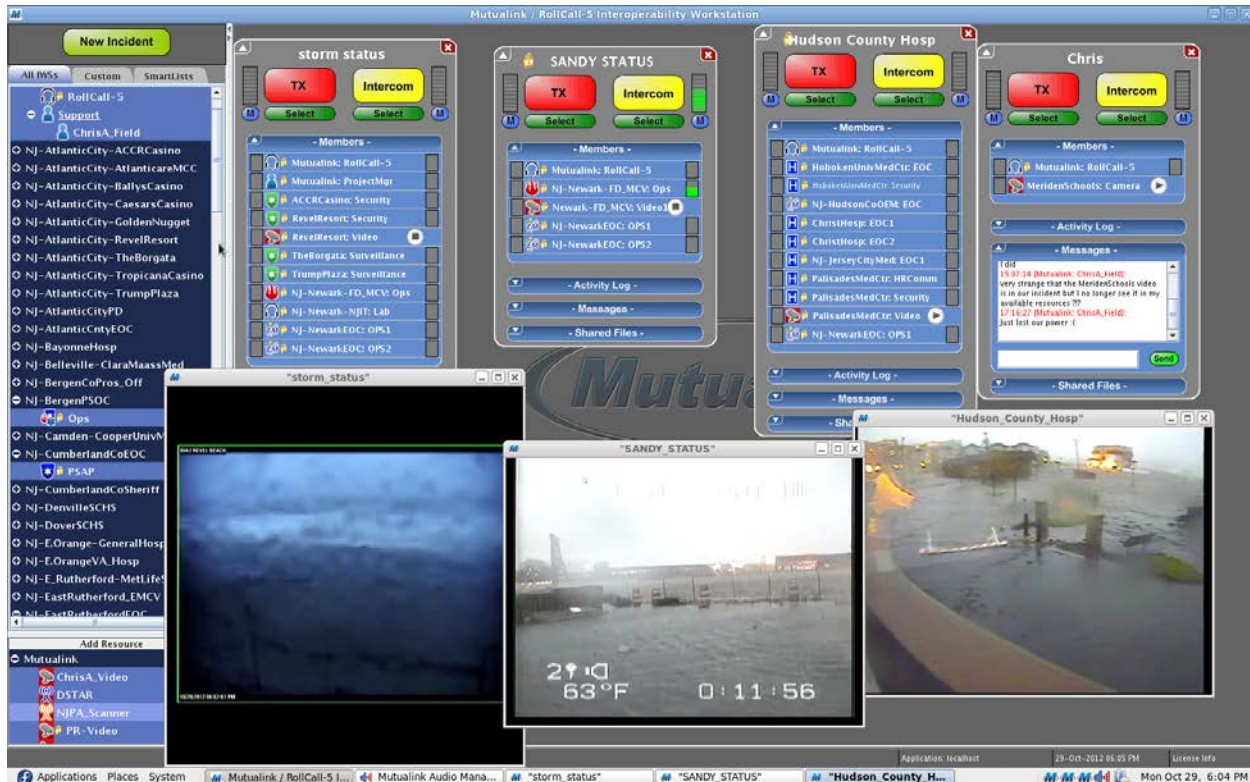 Mutualink / RollCall-5 Interoperability Workstation
New Incident
All IWSs
Custom
SmartLists
RollCall-5
Support
ChrisA_Field
NJ-AtlanticCity-ACCRCasino
NJ-AtlanticCity-AtlanticareMCC
NJ-AtlanticCity-BallysCasino
NJ-AtlanticCity-CaesarsCasino
NJ-AtlanticCity-GoldenNugget
NJ-AtlanticCity-RevelResort
NJ-AtlanticCity-TheBorgata
NJ-AtlanticCity-TropicanaCasino
NJ-AtlanticCity-TrumpPlaza
NJ-AtlanticCityPD
NJ-AtlanticCntyEOC
NJ-BayonneHosp
NJ-Belleville-ClaraMaassMed
NJ-BergenCoPros_Off
NJ-BergenPSOC
Ops
NJ-Camden-CooperUnivM
NJ-CumberlandCoEOC
PSAP
NJ-CumberlandCoSheriff
NJ-DenvilleSCHS
NJ-DoverSCHS
NJ-E.Orange-GeneralHosp
NJ-E.OrangeVA_Hosp
NJ-E_Rutherford-MetLifeS
NJ-EastRutherford_EMCV
NJ-EastRutherfordEOC
Add Resource
Mutualink
ChrisA_Video
DSTAR
NJPA_Scanner
PR-Video
storm status
TX
Intercom
M
Select
Select
M
- Members -
Mutualink: RollCall-5
Mutualink: ProjectMgr
ACCRCasino: Security
RevelResort: Security
RevelResort: Video
TheBorgata: Surveillance
TrumpPlaza: Surveillance
NJ-Newark-FD_MCV: Ops
NJ-Newark-NJIT: Lab
NJ-NewarkEOC: OPS1
NJ-NewarkEOC: OPS2
SANDY STATUS
TX
Intercom
M
Select
Select
M
- Members -
Mutualink: RollCall-5
NJ-Newark-FD_MCV: Ops
Newark-FD_MCV: Video1
NJ-NewarkEOC: OPS1
NJ-NewarkEOC: OPS2
- Activity Log -
- Messages -
- Shared Files -
Hudson County Hosp
TX
Intercom
M
Select
Select
M
- Members -
Mutualink: RollCall-5
HobokenUnivMedCtr: EOC
HobokenUnivMedCtr: Security
NJ-HudsonCoOEM: EOC
ChristHosp: EOC1
ChristHosp: EOC2
NJ-JerseyCityMed: EOC1
PalisadesMedCtr: HRComm
PalisadesMedCtr: Security
PalisadesMedCtr: Video
NJ-NewarkEOC: OPS1
- Activity Log -
- Messages -
- Sha
Chris
TX
Intercom
M
Select
Select
M
- Members -
Mutualink: RollCall-5
MeridenSchools: Camera
- Activity Log -
- Messages -
I did
15:07:14 [Mutualink: ChrisA_Field]:
very strange that the MeridenSchools video
is in our incident but I no longer see it in my
available resources ?!?
17:16:27 [Mutualink: ChrisA_Field]:
Just lost our power :(
Send
- Shared Files -
Mutua
"storm_status"
"SANDY_STATUS"
2
63°F
0:11:56
"Hudson_County_Hosp"
Application: localhost
29-Oct-2012 06:05 PM
License Info
Applications
Places
System
Mutualink / RollCall-5 I...
Mutualink Audio Mana...
"storm_status"
"SANDY_STATUS"
"Hudson_County_H...
Mon Oct 29, 6:04 PM